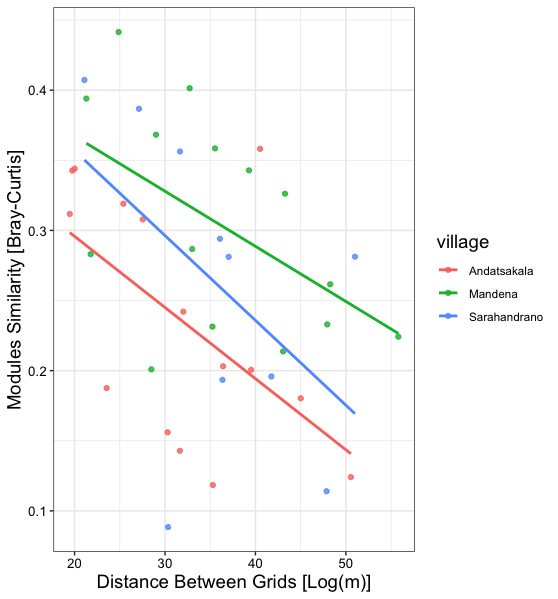 Modules Similarity [Bray-Curtis]
0.4
0.3
0.2
0.1
20 30 40 50
Distance Between Grids [Log(m)]
village
Andatsakala
Mandena
Sarahandrano